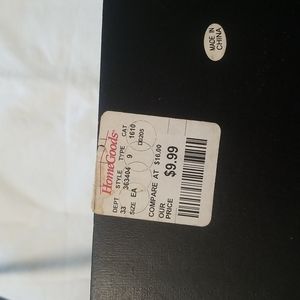 MADE IN
CHINA
HomeGoods
DEPT STYLE TYPE CAT
33 363404 9 1610
SIZE EA
COMPARE AT $16.00
OUR
PRICE $9.99